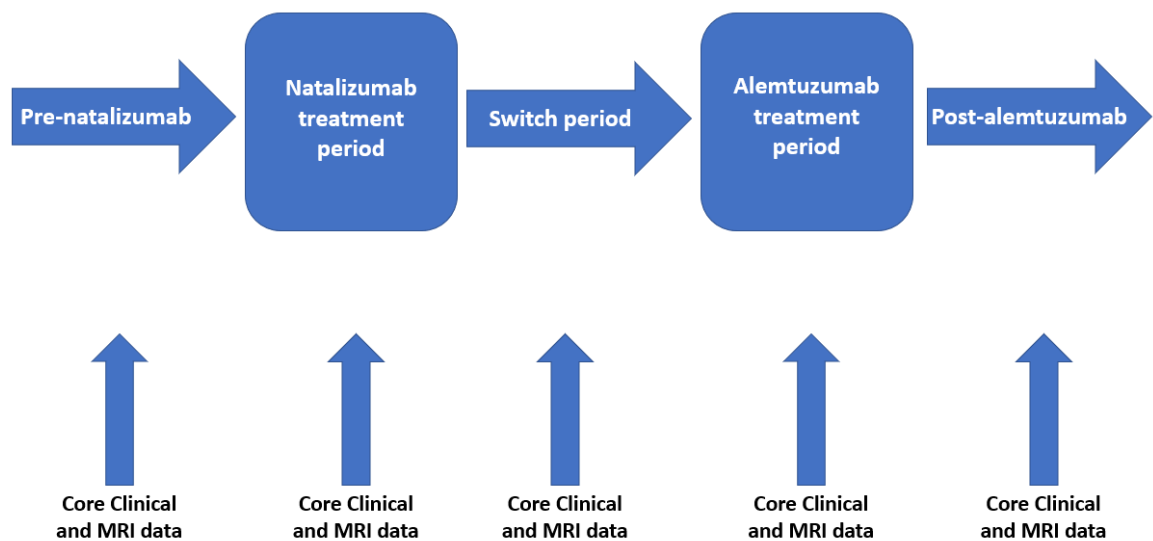 Pre-natalizumab
Natalizumab
treatment
period
Switch period
Alemtuzumab
treatment
period
Post-alemtuzumab
Core Clinical
and MRI data
Core Clinical
and MRI data
Core Clinical
and MRI data
Core Clinical
and MRI data
Core Clinical
and MRI data